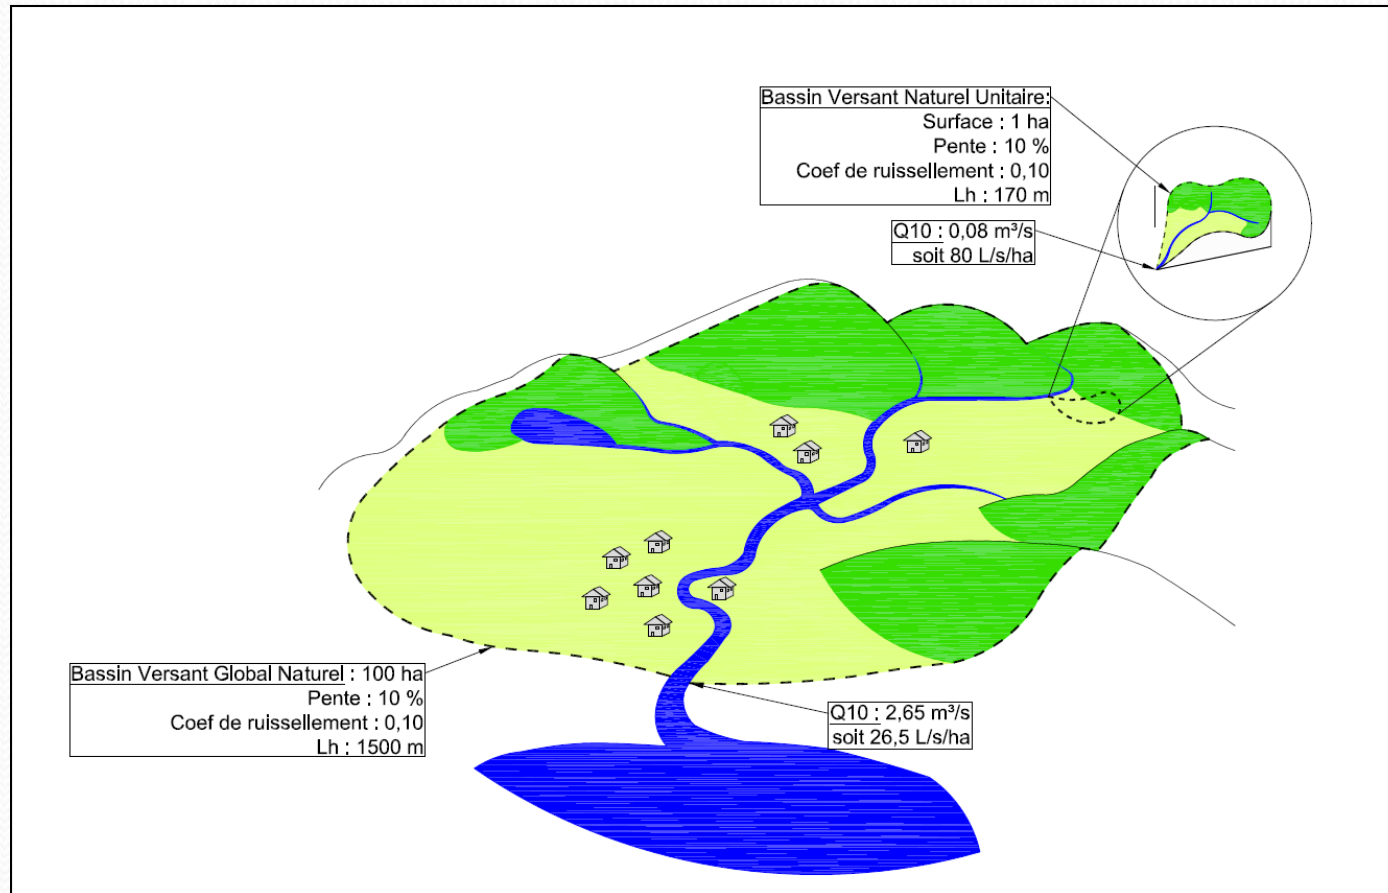 Bassin Versant Naturel Unitaire:
Surface : 1 ha
Pente : 10 %
Coef de ruissellement : 0,10
Lh : 170 m
Q10 : 0,08 m³/s
soit 80 L/s/ha
Bassin Versant Global Naturel : 100 ha
Pente : 10 %
Coef de ruissellement : 0,10
Lh : 1500 m
Q10 : 2,65 m³/s
soit 26,5 L/s/ha